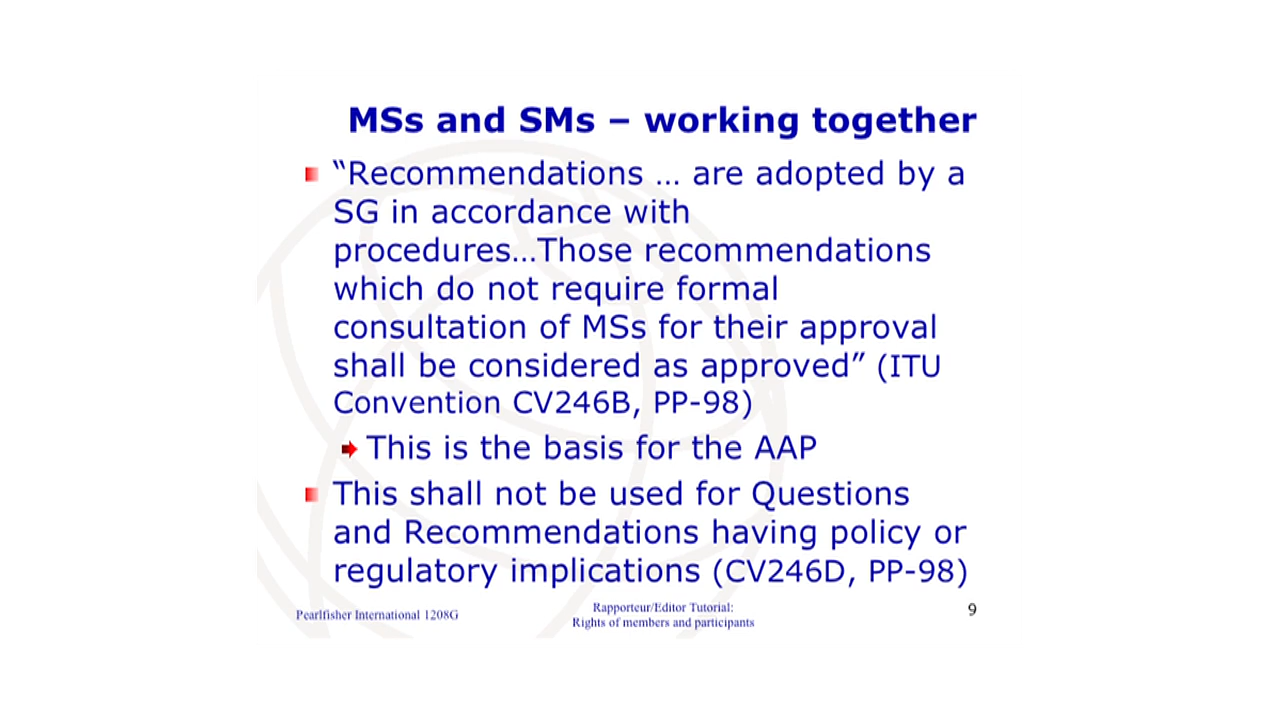 MSs and SMs – working together
“Recommendations … are adopted by a
SG in accordance with
procedures…Those recommendations
which do not require formal
consultation of MSs for their approval
shall be considered as approved” (ITU
Convention CV246B, PP-98)
This is the basis for the AAP
This shall not be used for Questions
and Recommendations having policy or
regulatory implications (CV246D, PP-98)
Pearlfisher International 1208G
Rapporteur/Editor Tutorial:
Rights of members and participants
9